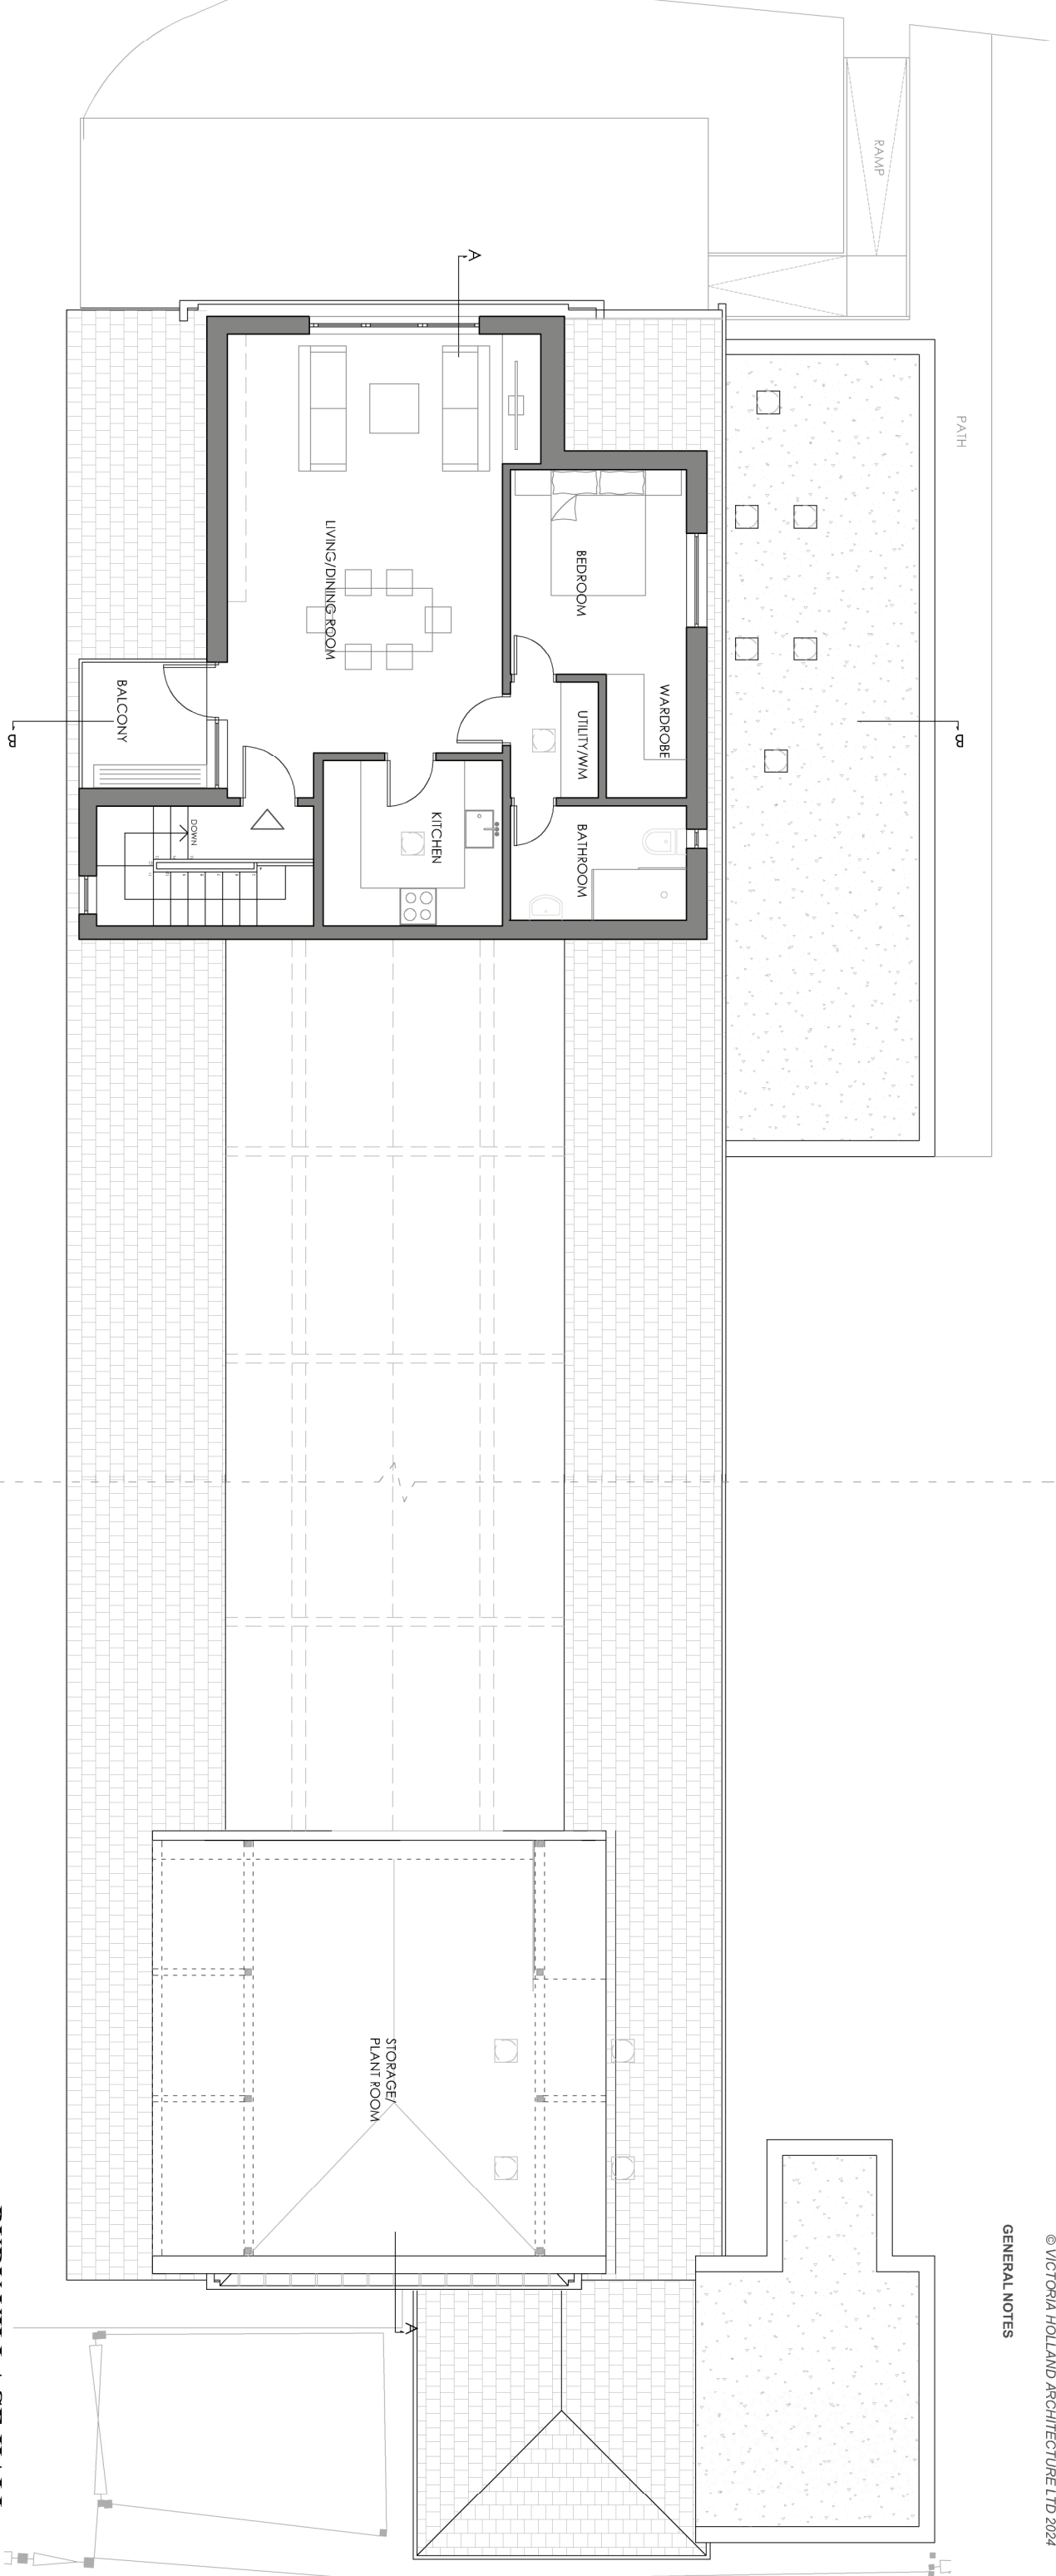 © VICTORIA HOLLAND ARCHITECTURE LTD 2024
GENERAL NOTES
RAMP
PATH
A
B
B
WARDROBE
BEDROOM
UTILITY/WM
BATHROOM
KITCHEN
LIVING/DINING ROOM
DOWN
BALCONY
STORAGE/
PLANT ROOM
A